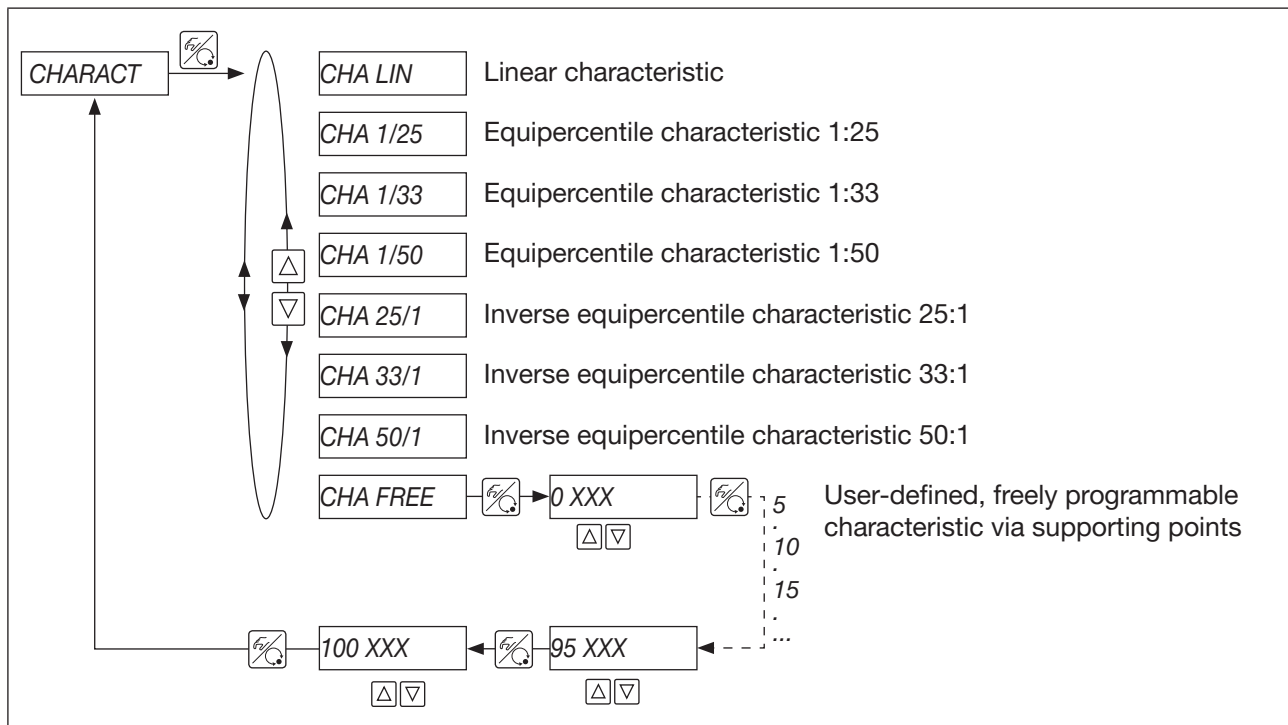 CHARACT
CHA LIN Linear characteristic
CHA 1/25 Equipercentile characteristic 1:25
CHA 1/33 Equipercentile characteristic 1:33
CHA 1/50 Equipercentile characteristic 1:50
CHA 25/1 Inverse equipercentile characteristic 25:1
CHA 33/1 Inverse equipercentile characteristic 33:1
CHA 50/1 Inverse equipercentile characteristic 50:1
CHA FREE
0 XXX
5
.
10
.
15
.
...
User-defined, freely programmable
characteristic via supporting points
95 XXX
100 XXX